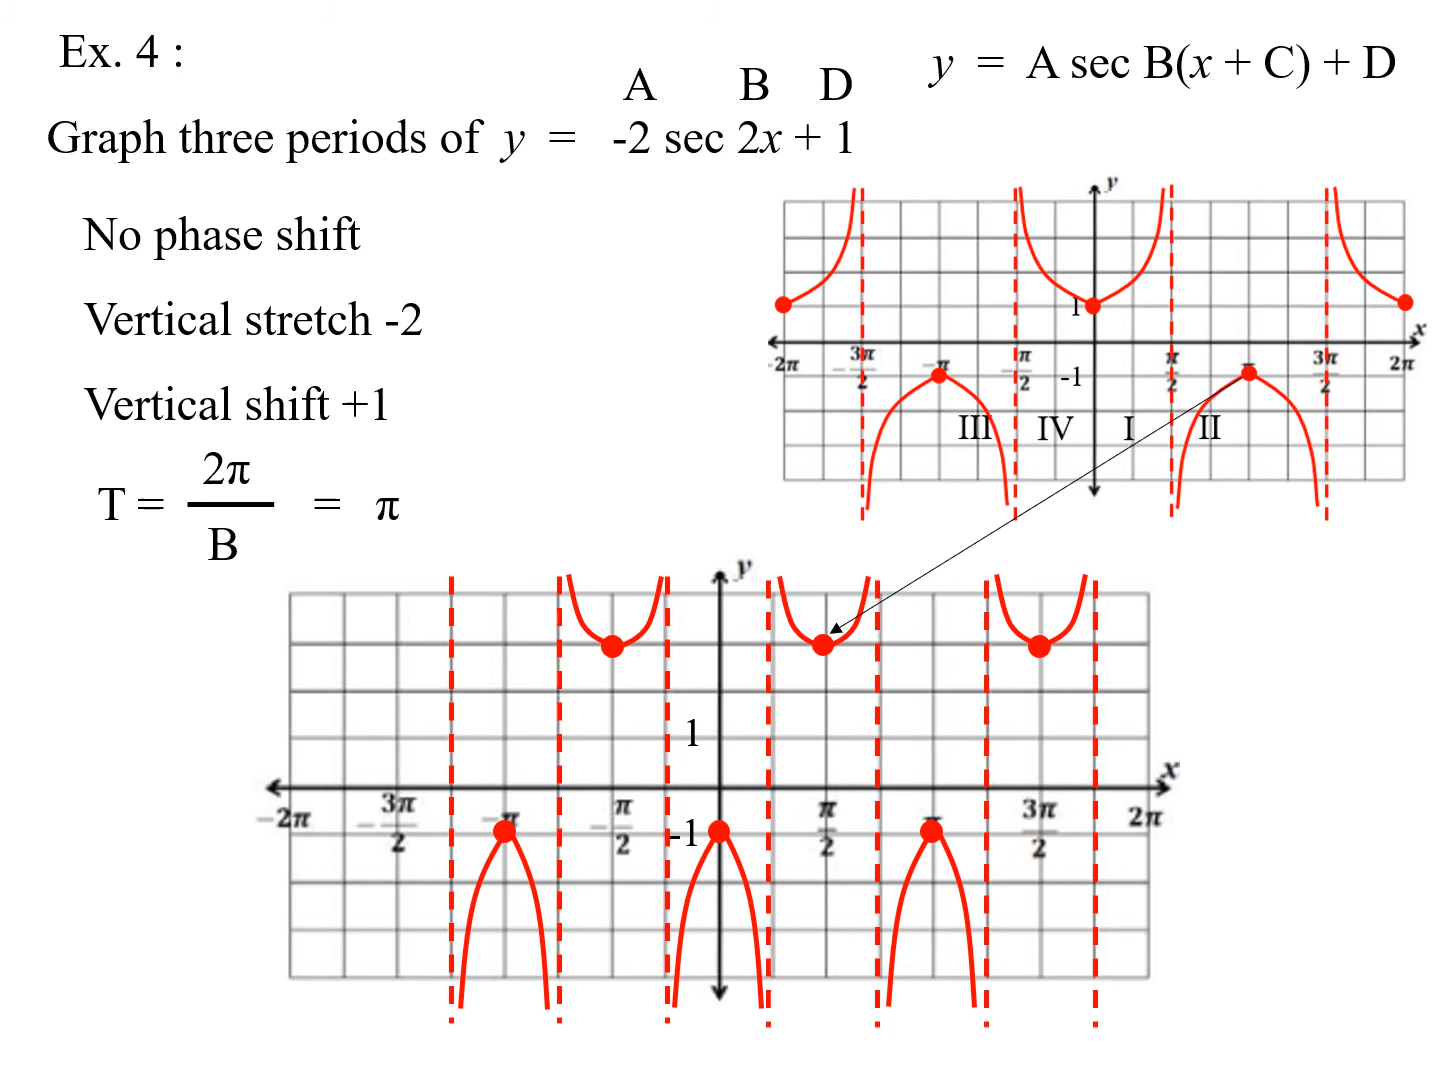 Ex. 4 :
y = A sec B(x + C) + D
A B D
Graph three periods of y = -2 sec 2x + 1
No phase shift
Vertical stretch -2
Vertical shift +1
T = 2π / B = π
y
1
x
-2π -3π/2 -π -π/2 -1 π/2 π 3π/2 2π
III IV I II
y
1
x
-2π -3π/2 -π -π/2 -1 π/2 π 3π/2 2π